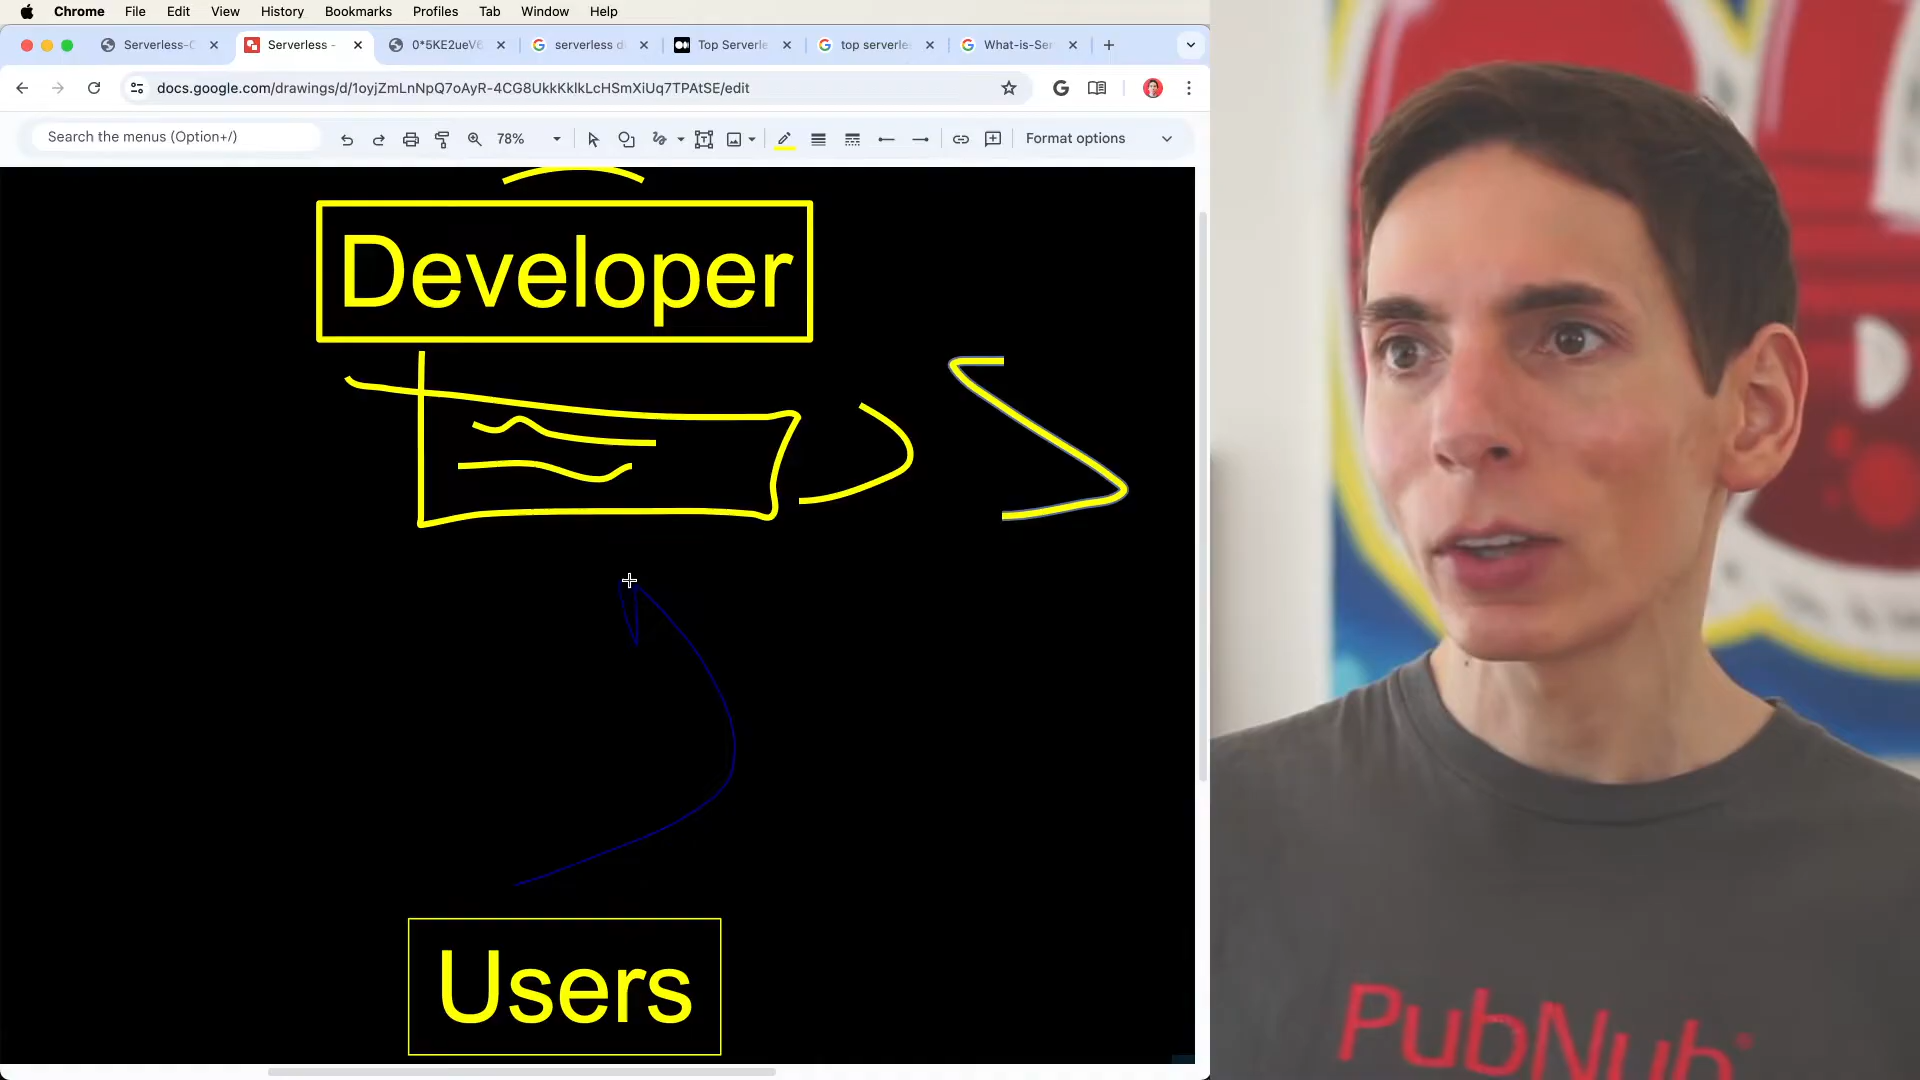 Chrome File Edit View History Bookmarks Profiles Tab Window Help
Serverless-C
Serverless -
0*5KE2ueV6
serverless d
Top Serverle
top serverle
What-is-Ser
docs.google.com/drawings/d/1oyjZmLnNpQ7oAyR-4CG8UkkKklkLcHSmXiUq7TPAtSE/edit
Search the menus (Option+/)
78%
Format options
Developer
Users
PubNub